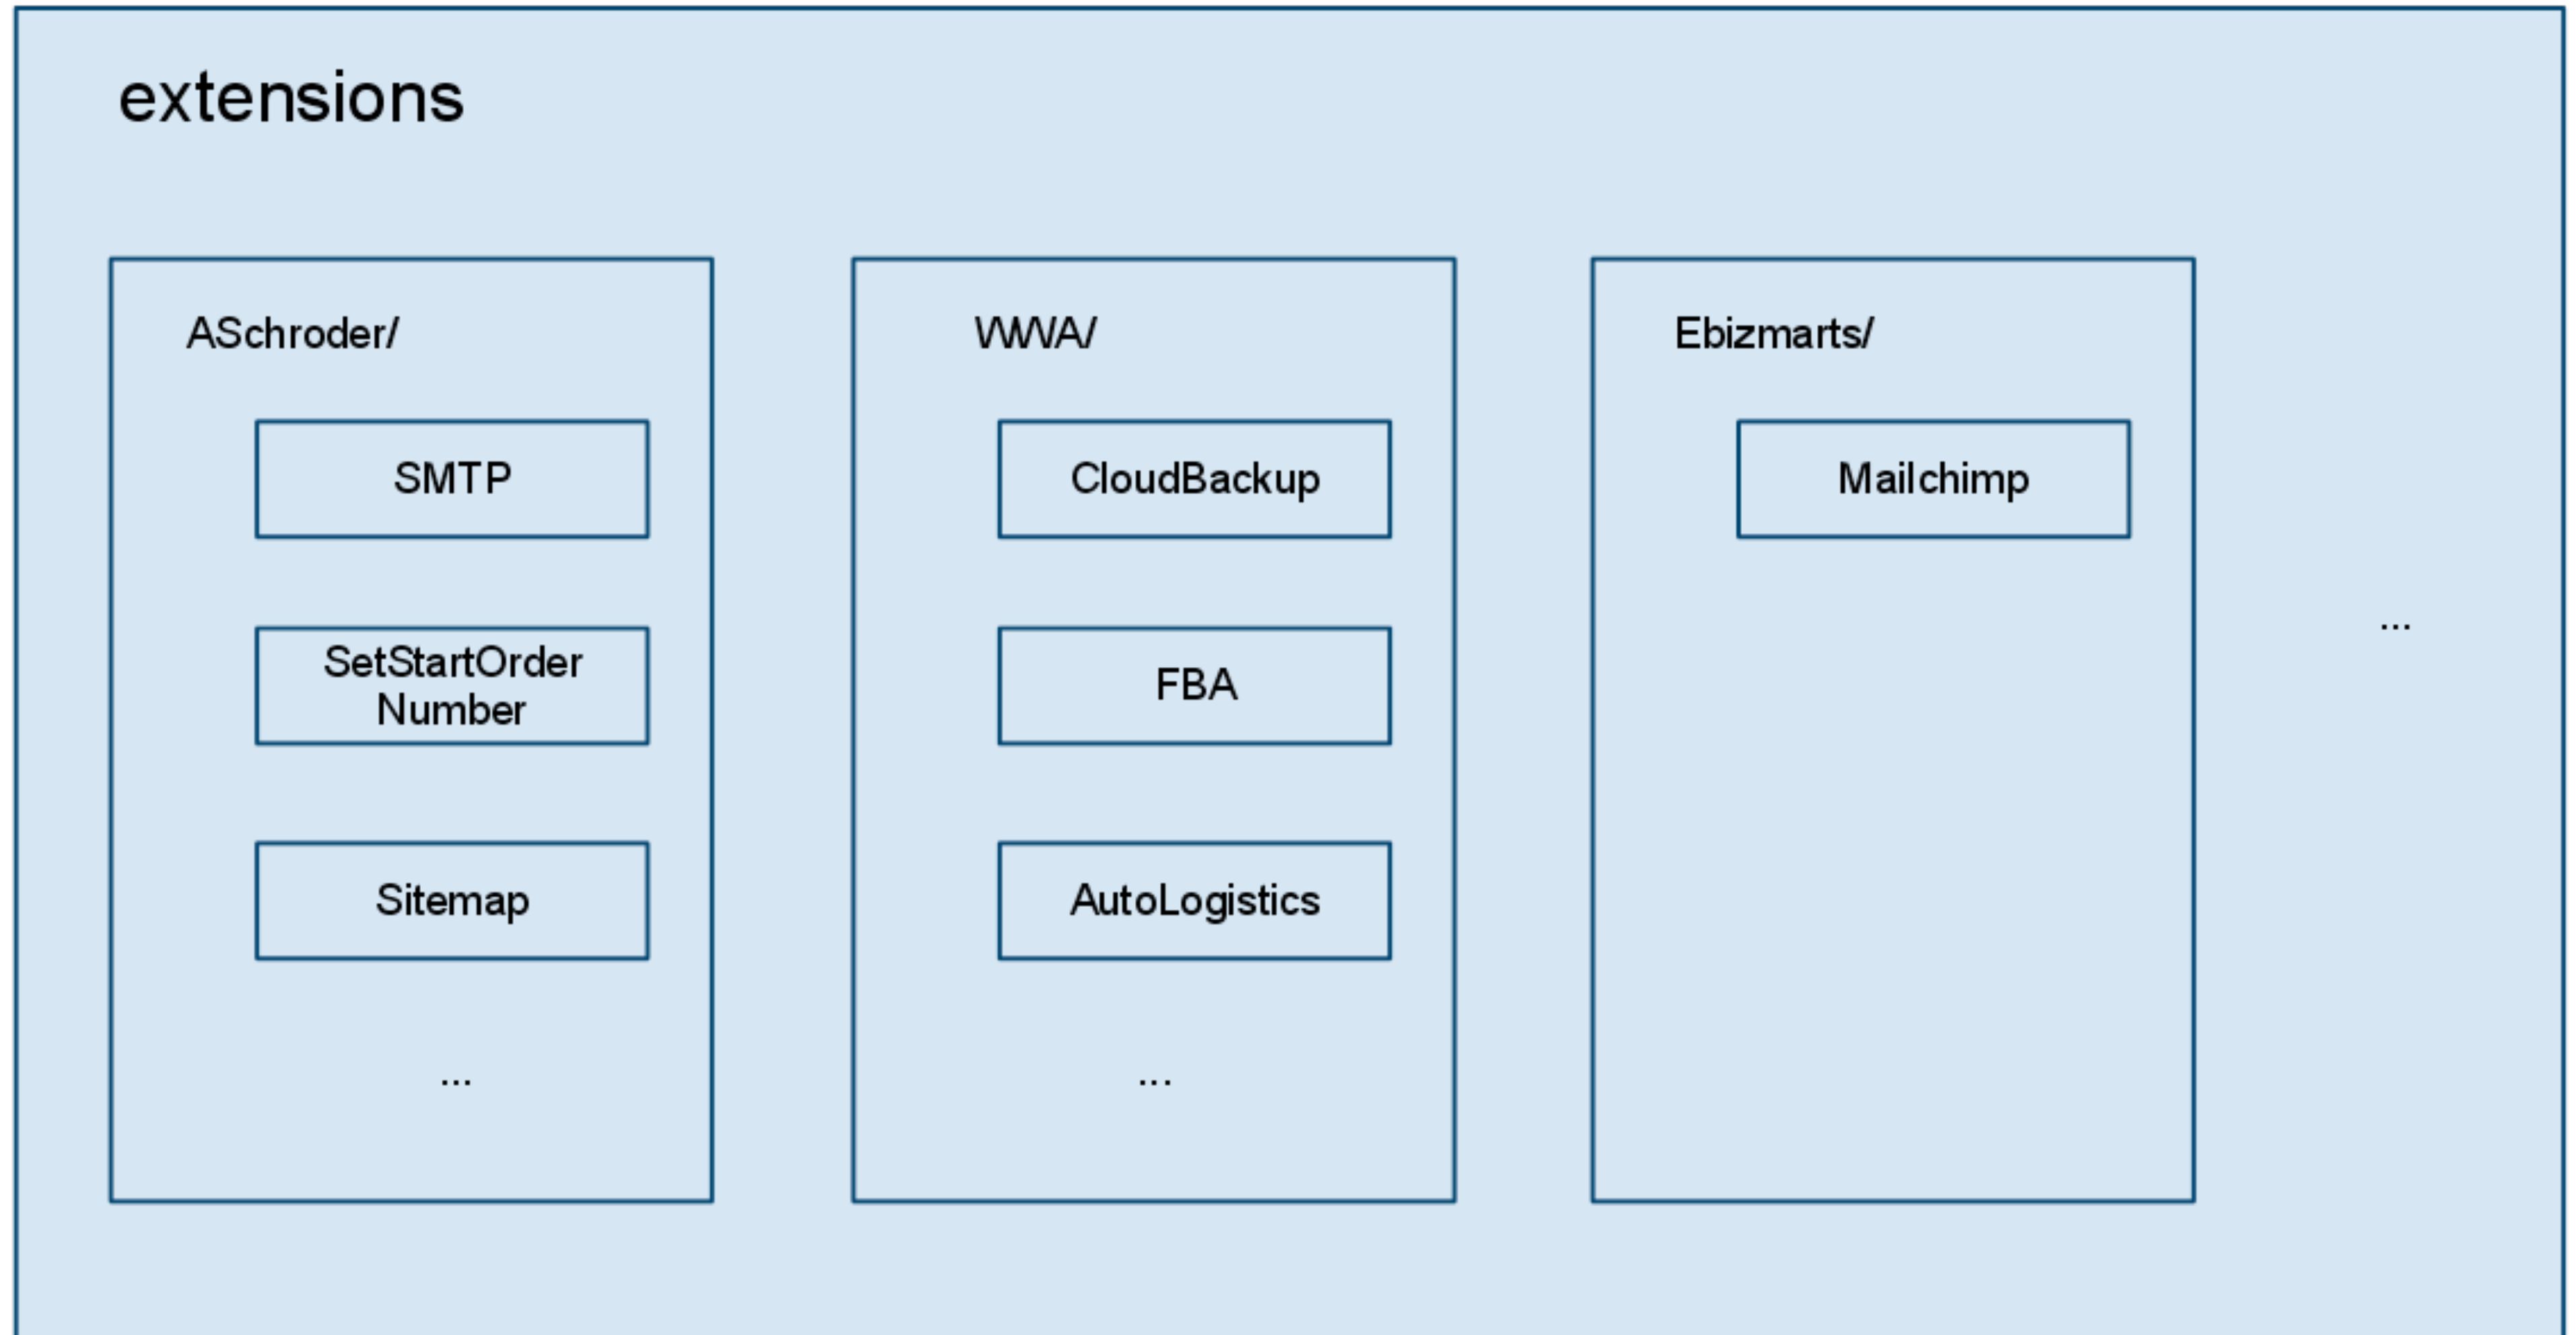 extensions
ASchroder/
SMTP
SetStartOrder
Number
Sitemap
...
WWA/
CloudBackup
FBA
AutoLogistics
...
Ebizmarts/
Mailchimp
...